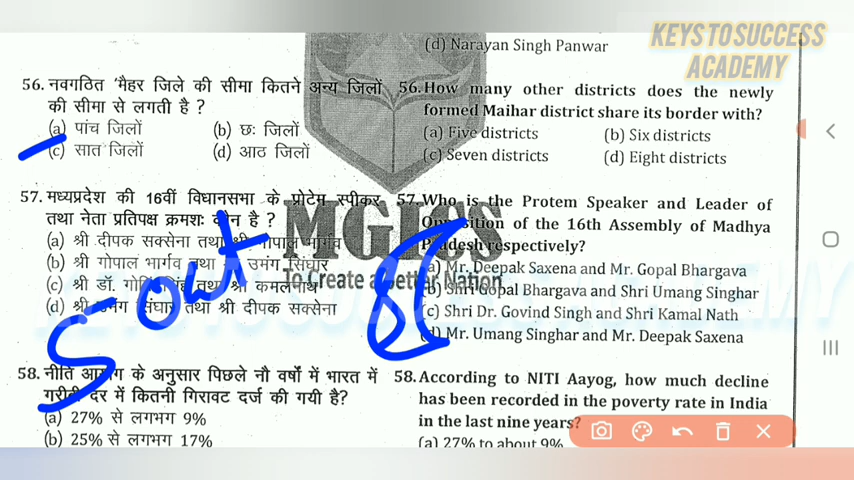 KEYS TO SUCCESS
ACADEMY
56. नवगठित 'मैहर जिले की सीमा कितने अन्य जिलों
की सीमा से लगती है ?
(a) पांच जिलों (b) छः जिलों
(c) सात जिलों (d) आठ जिलों
57. मध्यप्रदेश की 16वीं विधानसभा के प्रोटेम स्पीकर
तथा नेता प्रतिपक्ष क्रमशः कौन है ?
(a) श्री दीपक सक्सेना तथा श्री गोपाल भार्गव
(b) श्री गोपाल भार्गव तथा उमंग सिंघार
(c) श्री डॉ. गोविंद सिंह तथा श्री कमलनाथ
(d) श्री उमंग सिंघार तथा श्री दीपक सक्सेना
58. नीति आयोग के अनुसार पिछले नौ वर्षों में भारत में
गरीबी दर में कितनी गिरावट दर्ज की गयी है?
(a) 27% से लगभग 9%
(b) 25% से लगभग 17%
(d) Narayan Singh Panwar
56. How many other districts does the newly
formed Maihar district share its border with?
(a) Five districts (b) Six districts
(c) Seven districts (d) Eight districts
57. Who is the Protem Speaker and Leader of
Opposition of the 16th Assembly of Madhya
Pradesh respectively?
(a) Mr. Deepak Saxena and Mr. Gopal Bhargava
(b) Shri Gopal Bhargava and Shri Umang Singhar
(c) Shri Dr. Govind Singh and Shri Kamal Nath
(d) Mr. Umang Singhar and Mr. Deepak Saxena
58. According to NITI Aayog, how much decline
has been recorded in the poverty rate in India
in the last nine years?
(a) 27% to about 9%
MGICS
To Create a Better Nation
KEYS TO SUCCESS ACADEMY